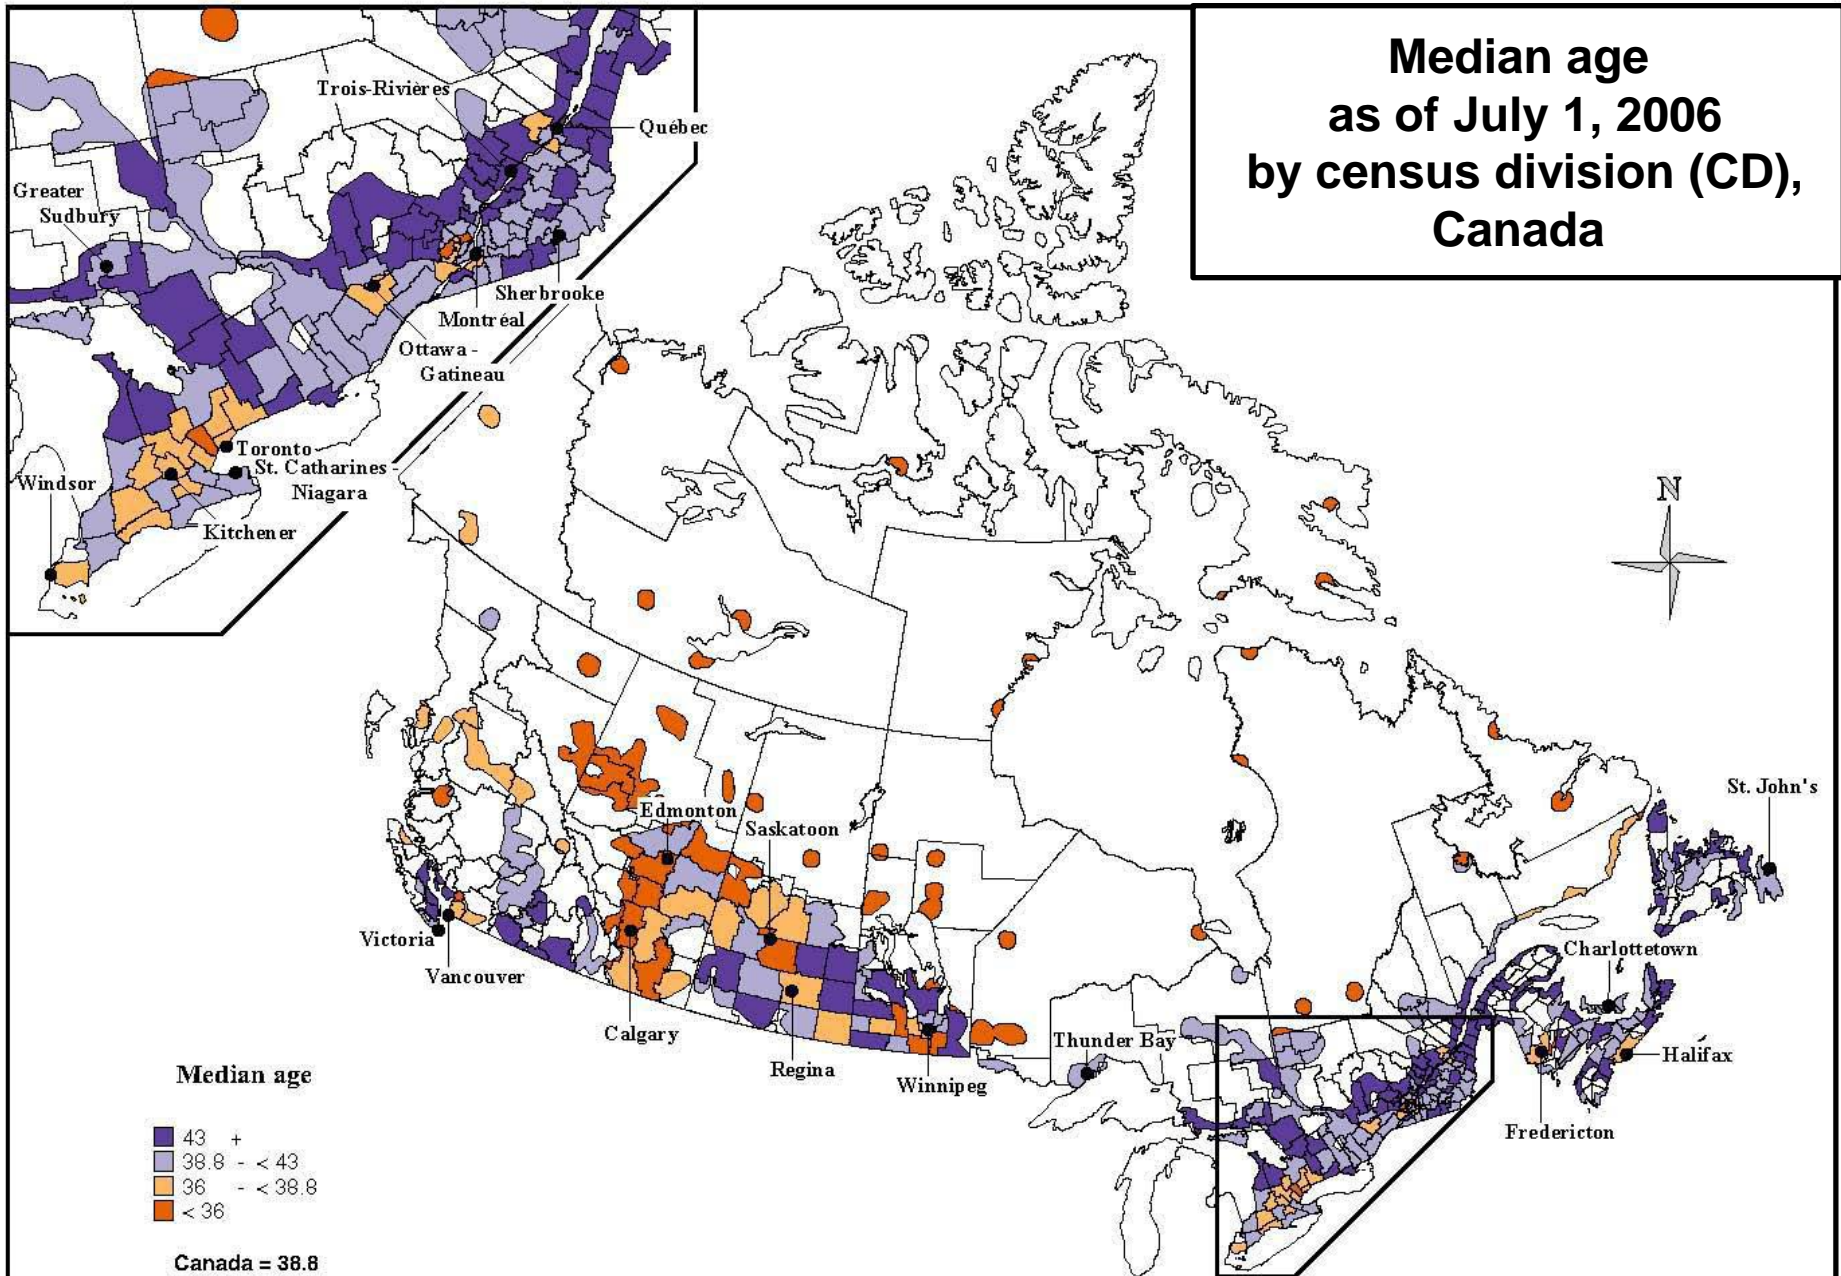 Median age
as of July 1, 2006
by census division (CD),
Canada
Trois-Rivières
Québec
Greater
Sudbury
Sherbrooke
Montréal
Ottawa -
Gatineau
Toronto
St. Catharines -
Niagara
Windsor
Kitchener
N
Edmonton
Saskatoon
St. John's
Victoria
Vancouver
Charlottetown
Calgary
Regina
Winnipeg
Thunder Bay
Halifax
Fredericton
Median age
43 +
38.8 - < 43
36 - < 38.8
< 36
Canada = 38.8